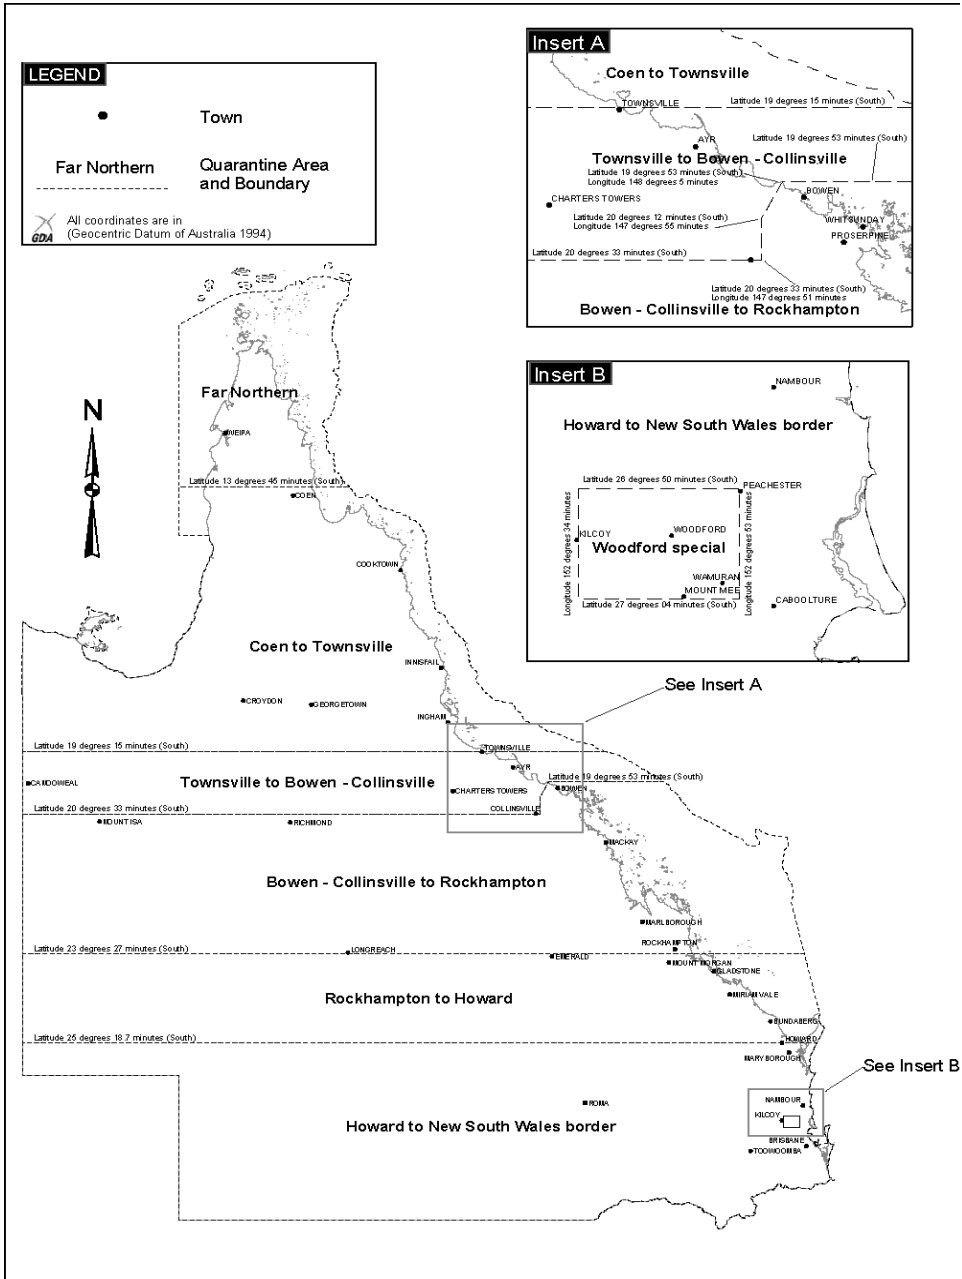 LEGEND
Town
Far Northern
Quarantine Area
and Boundary
GDA
All coordinates are in
(Geocentric Datum of Australia 1994)
Insert A
Coen to Townsville
Latitude 19 degrees 15 minutes (South)
TOWNSVILLE
AYR
Latitude 19 degrees 53 minutes (South)
Townsville to Bowen - Collinsville
Latitude 19 degrees 53 minutes (South)
Longitude 148 degrees 5 minutes
BOWEN
CHARTERS TOWERS
Latitude 20 degrees 12 minutes (South)
Longitude 147 degrees 55 minutes
WHITSUNDAY
PROSERPINE
Latitude 20 degrees 33 minutes (South)
Latitude 20 degrees 33 minutes (South)
Longitude 147 degrees 51 minutes
Bowen - Collinsville to Rockhampton
Insert B
NAMBOUR
Howard to New South Wales border
Latitude 26 degrees 50 minutes (South)
PEACHESTER
Longitude 152 degrees 34 minutes
Longitude 152 degrees 53 minutes
KILCOY
WOODFORD
Woodford special
WAMURAN
MOUNT MEE
Latitude 27 degrees 04 minutes (South)
CABOOLTURE
N
Far Northern
WEIPA
Latitude 13 degrees 45 minutes (South)
COEN
COOKTOWN
Coen to Townsville
INNISFAIL
CROYDON
GEORGETOWN
INGHAM
See Insert A
Latitude 19 degrees 15 minutes (South)
TOWNSVILLE
AYR
CAMOOWEAL
Townsville to Bowen - Collinsville
Latitude 19 degrees 53 minutes (South)
CHARTERS TOWERS
BOWEN
Latitude 20 degrees 33 minutes (South)
COLLINSVILLE
MOUNT ISA
RICHMOND
MACKAY
Bowen - Collinsville to Rockhampton
MARLBOROUGH
ROCKHAMPTON
Latitude 23 degrees 27 minutes (South)
LONGREACH
EMERALD
MOUNT MORGAN
GLADSTONE
Rockhampton to Howard
MIRIAM VALE
BUNDABERG
Latitude 25 degrees 18.7 minutes (South)
HOWARD
MARYBOROUGH
See Insert B
NAMBOUR
ROMA
KILCOY
Howard to New South Wales border
BRISBANE
TOOWOOMBA